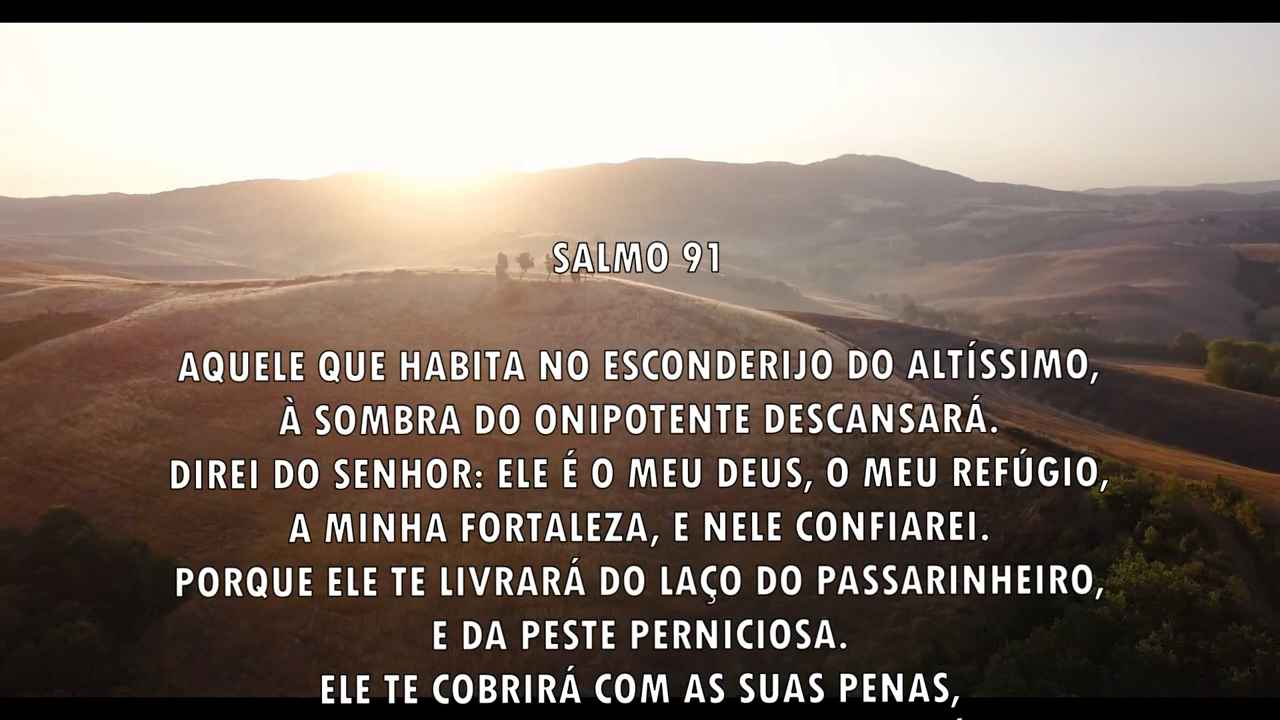 SALMO 91
AQUELE QUE HABITA NO ESCONDERIJO DO ALTÍSSIMO,
À SOMBRA DO ONIPOTENTE DESCANSARÁ.
DIREI DO SENHOR: ELE É O MEU DEUS, O MEU REFÚGIO,
A MINHA FORTALEZA, E NELE CONFIAREI.
PORQUE ELE TE LIVRARÁ DO LAÇO DO PASSARINHEIRO,
E DA PESTE PERNICIOSA.
ELE TE COBRIRÁ COM AS SUAS PENAS,